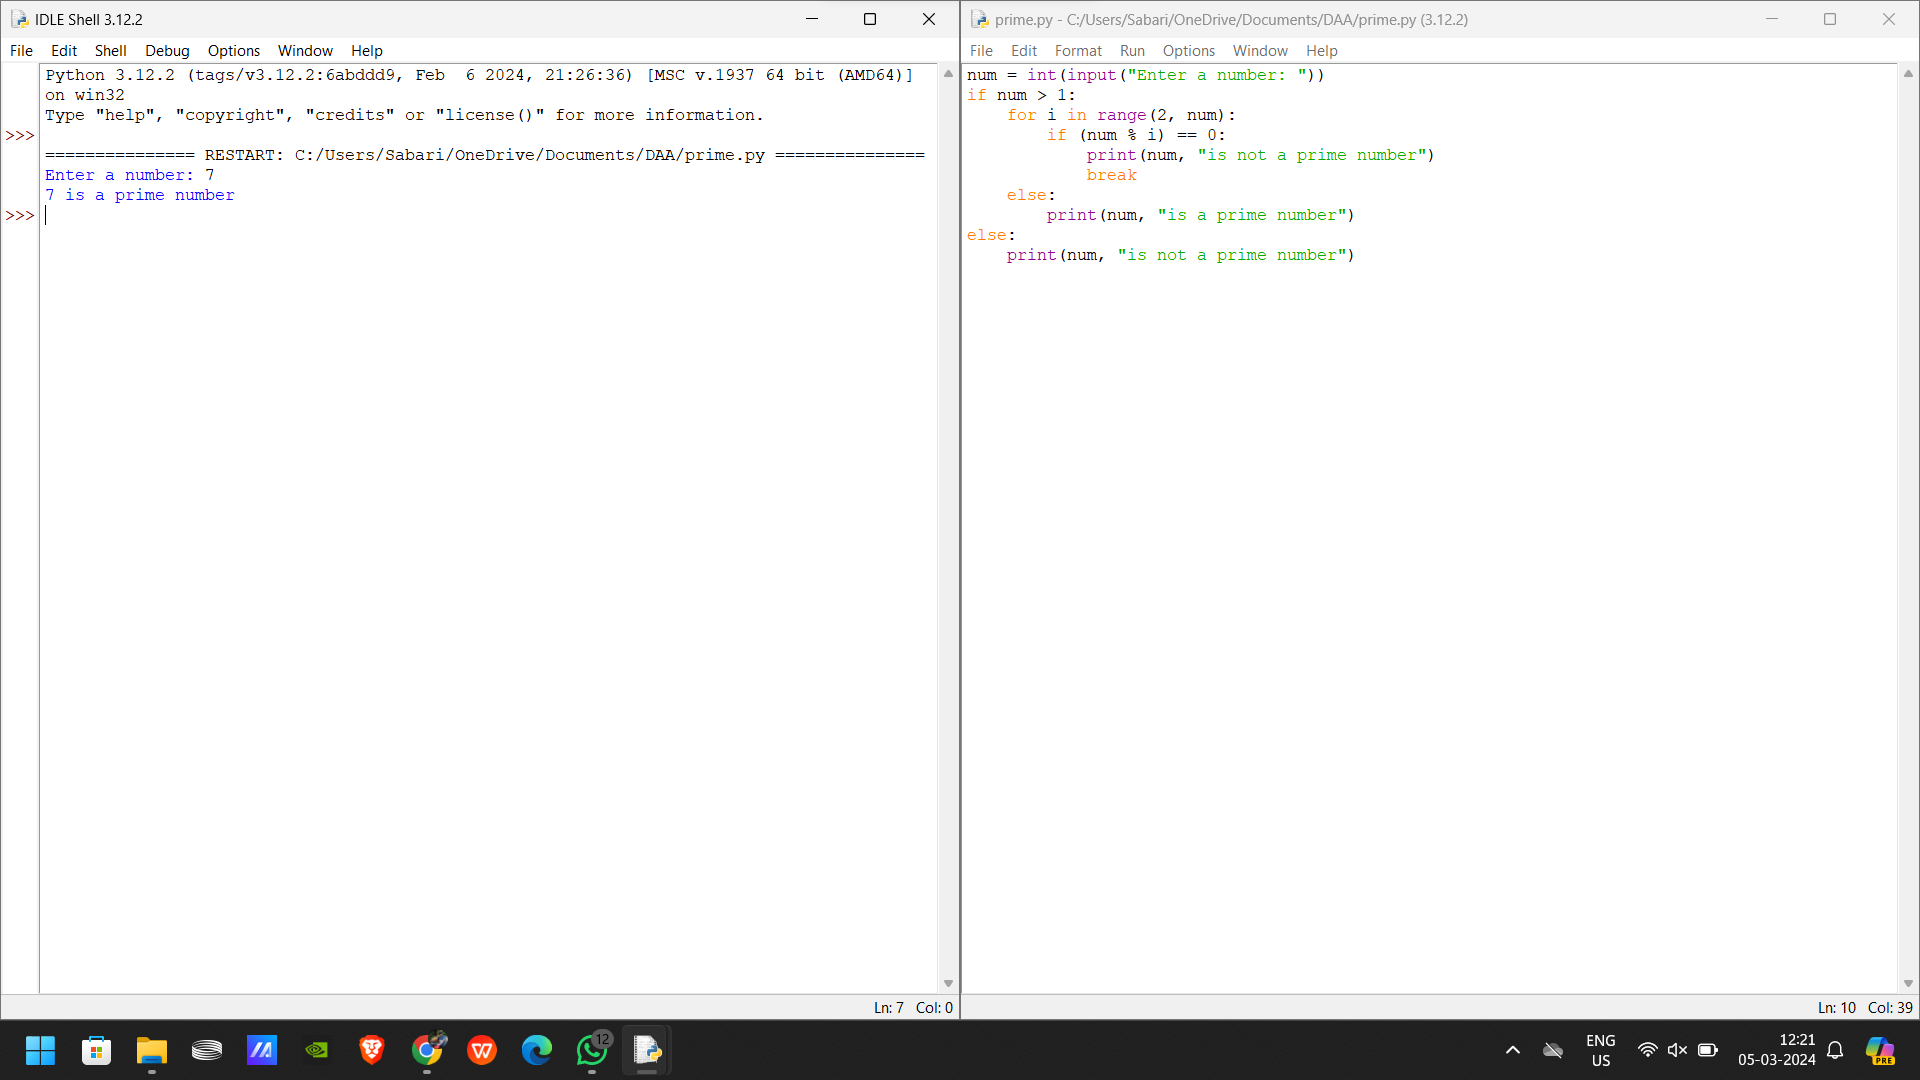 IDLE Shell 3.12.2
File Edit Shell Debug Options Window Help
Python 3.12.2 (tags/v3.12.2:6abddd9, Feb  6 2024, 21:26:36) [MSC v.1937 64 bit (AMD64)]
on win32
Type "help", "copyright", "credits" or "license()" for more information.
>>>
=============== RESTART: C:/Users/Sabari/OneDrive/Documents/DAA/prime.py ===============
Enter a number: 7
7 is a prime number
>>>
Ln: 7 Col: 0
prime.py - C:/Users/Sabari/OneDrive/Documents/DAA/prime.py (3.12.2)
File Edit Format Run Options Window Help
num = int(input("Enter a number: "))
if num > 1:
    for i in range(2, num):
        if (num % i) == 0:
            print(num, "is not a prime number")
            break
    else:
        print(num, "is a prime number")
else:
    print(num, "is not a prime number")
Ln: 10 Col: 39
12
ENG
US
12:21
05-03-2024
PRE